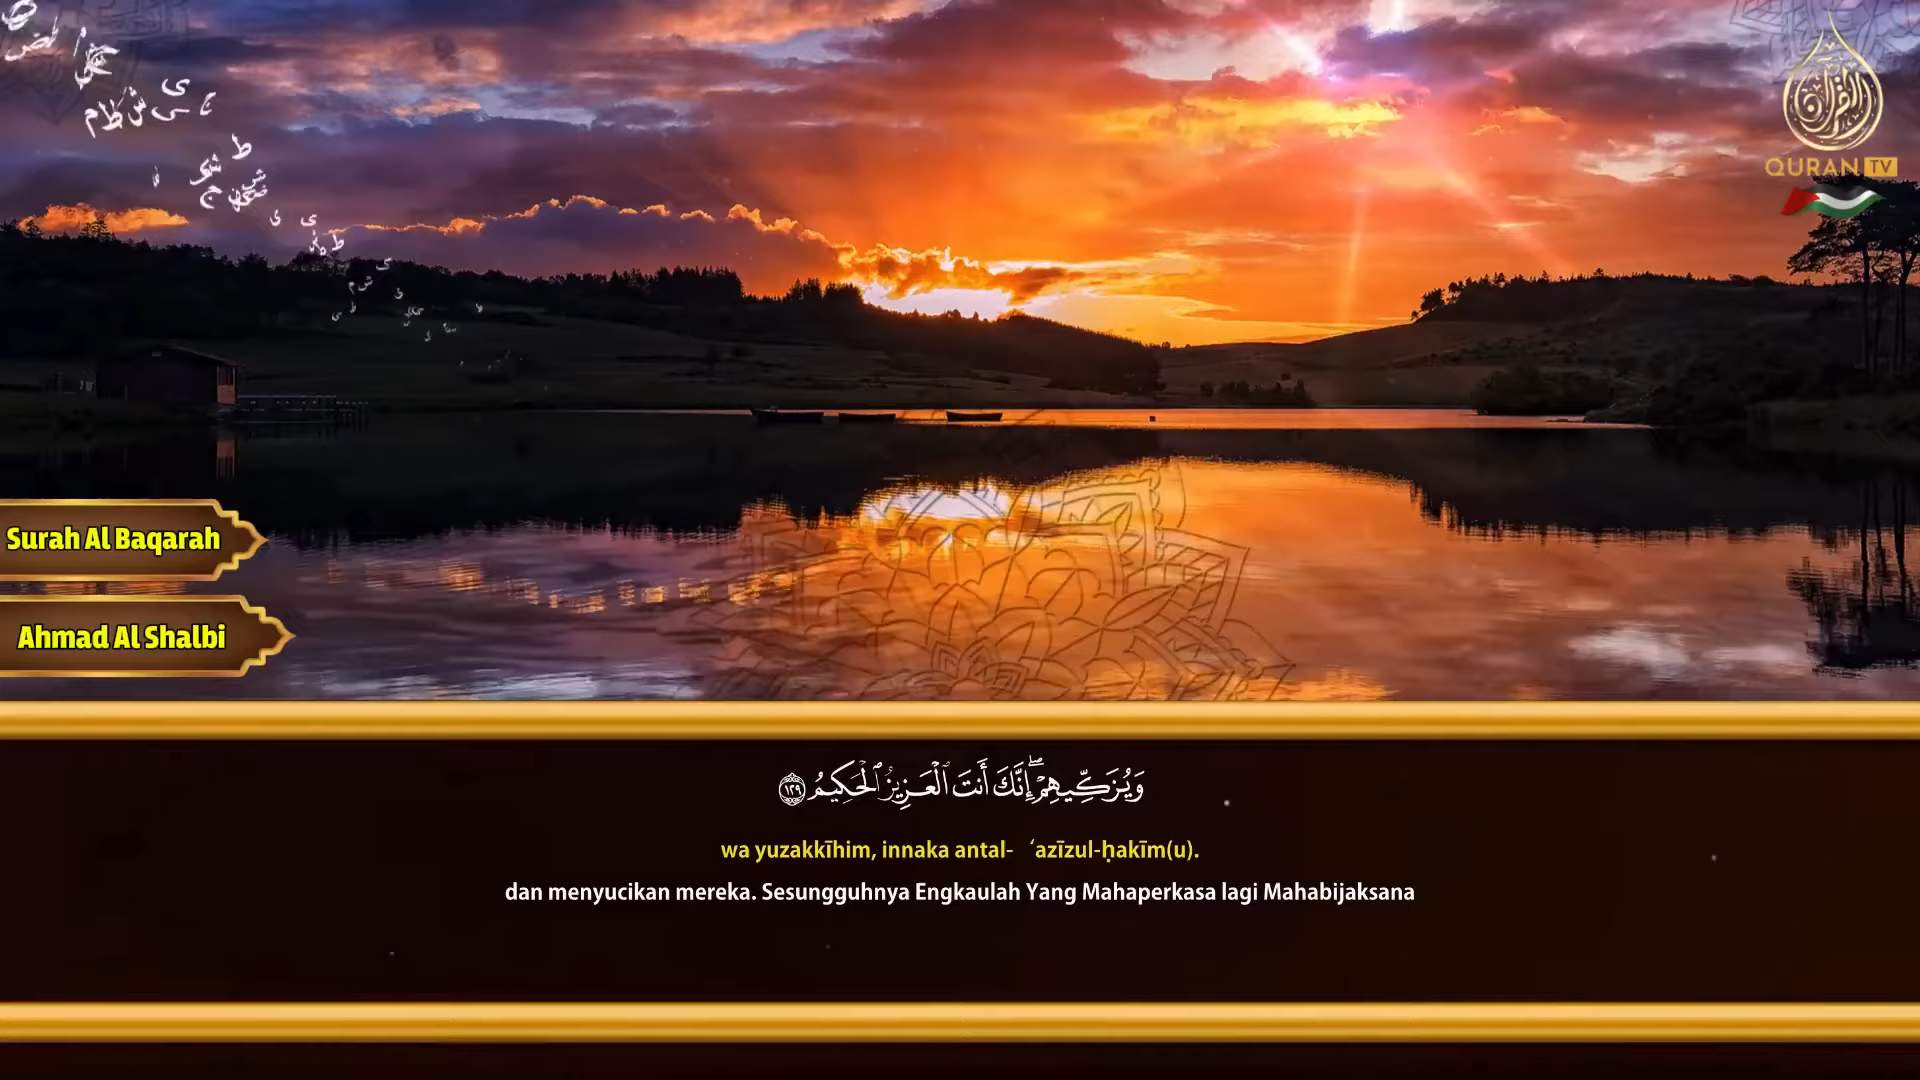 القرآن
QURAN TV
Surah Al Baqarah
Ahmad Al Shalbi
وَيُزَكِّيهِمْۖ إِنَّكَ أَنتَ ٱلْعَزِيزُ ٱلْحَكِيمُ ١٢٩
wa yuzakkīhim, innaka antal- ‘azīzul-ḥakīm(u).
dan menyucikan mereka. Sesungguhnya Engkaulah Yang Mahaperkasa lagi Mahabijaksana